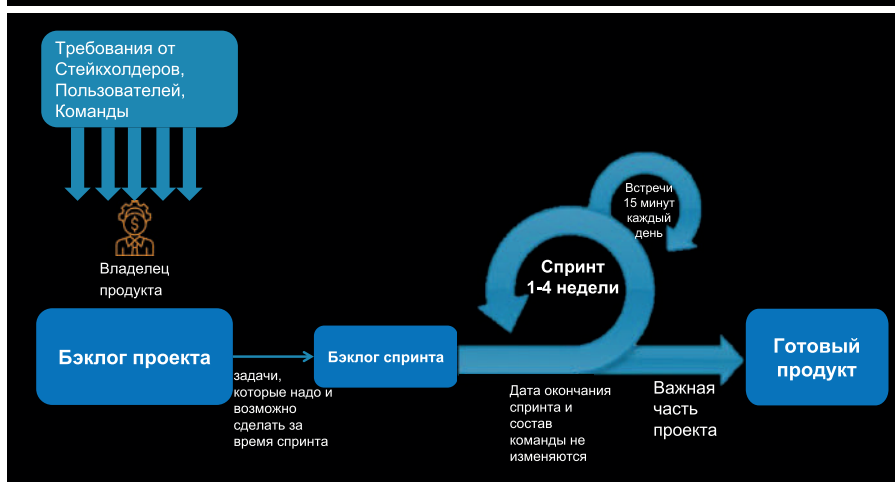 Требования от
Стейкхолдеров,
Пользователей,
Команды
Владелец
продукта
Бэклог проекта
задачи,
которые надо и
возможно
сделать за
время спринта
Бэклог спринта
Встречи
15 минут
каждый
день
Спринт
1-4 недели
Дата окончания
спринта и
состав
команды не
изменяются
Важная
часть
проекта
Готовый
продукт